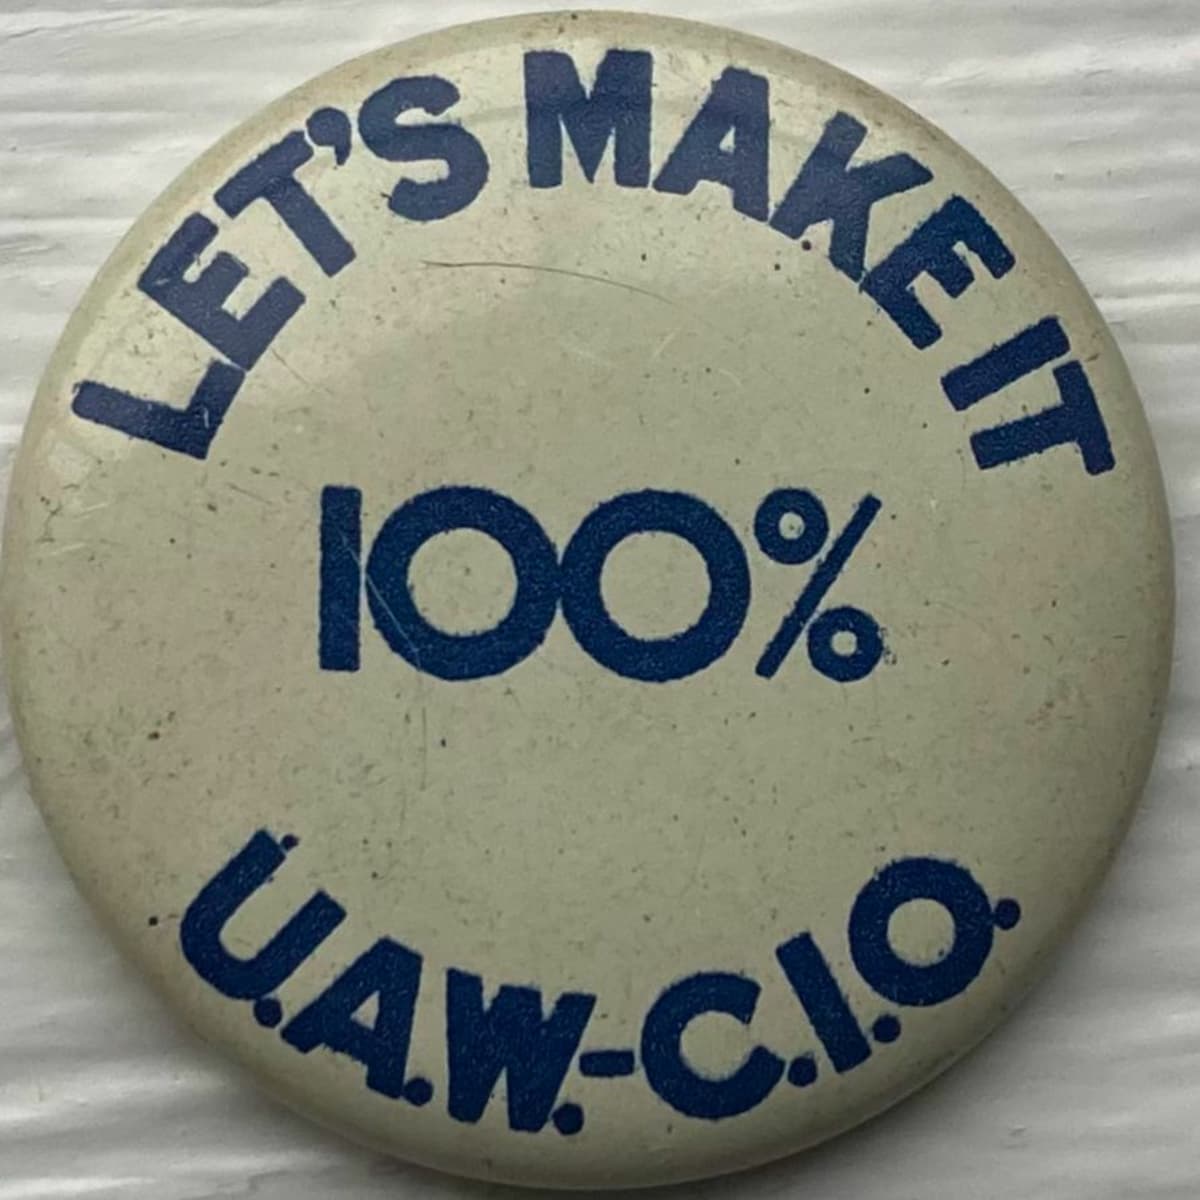 LET'S MAKE IT
100%
U.A.W.-C.I.O.